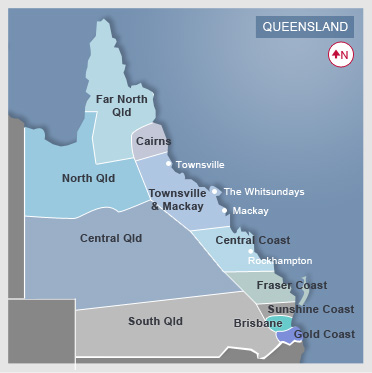 QUEENSLAND
N
Far North
Qld
Cairns
Townsville
North Qld
Townsville
& Mackay
The Whitsundays
Mackay
Central Qld
Central Coast
Rockhampton
Fraser Coast
Sunshine Coast
South Qld
Brisbane
Gold Coast